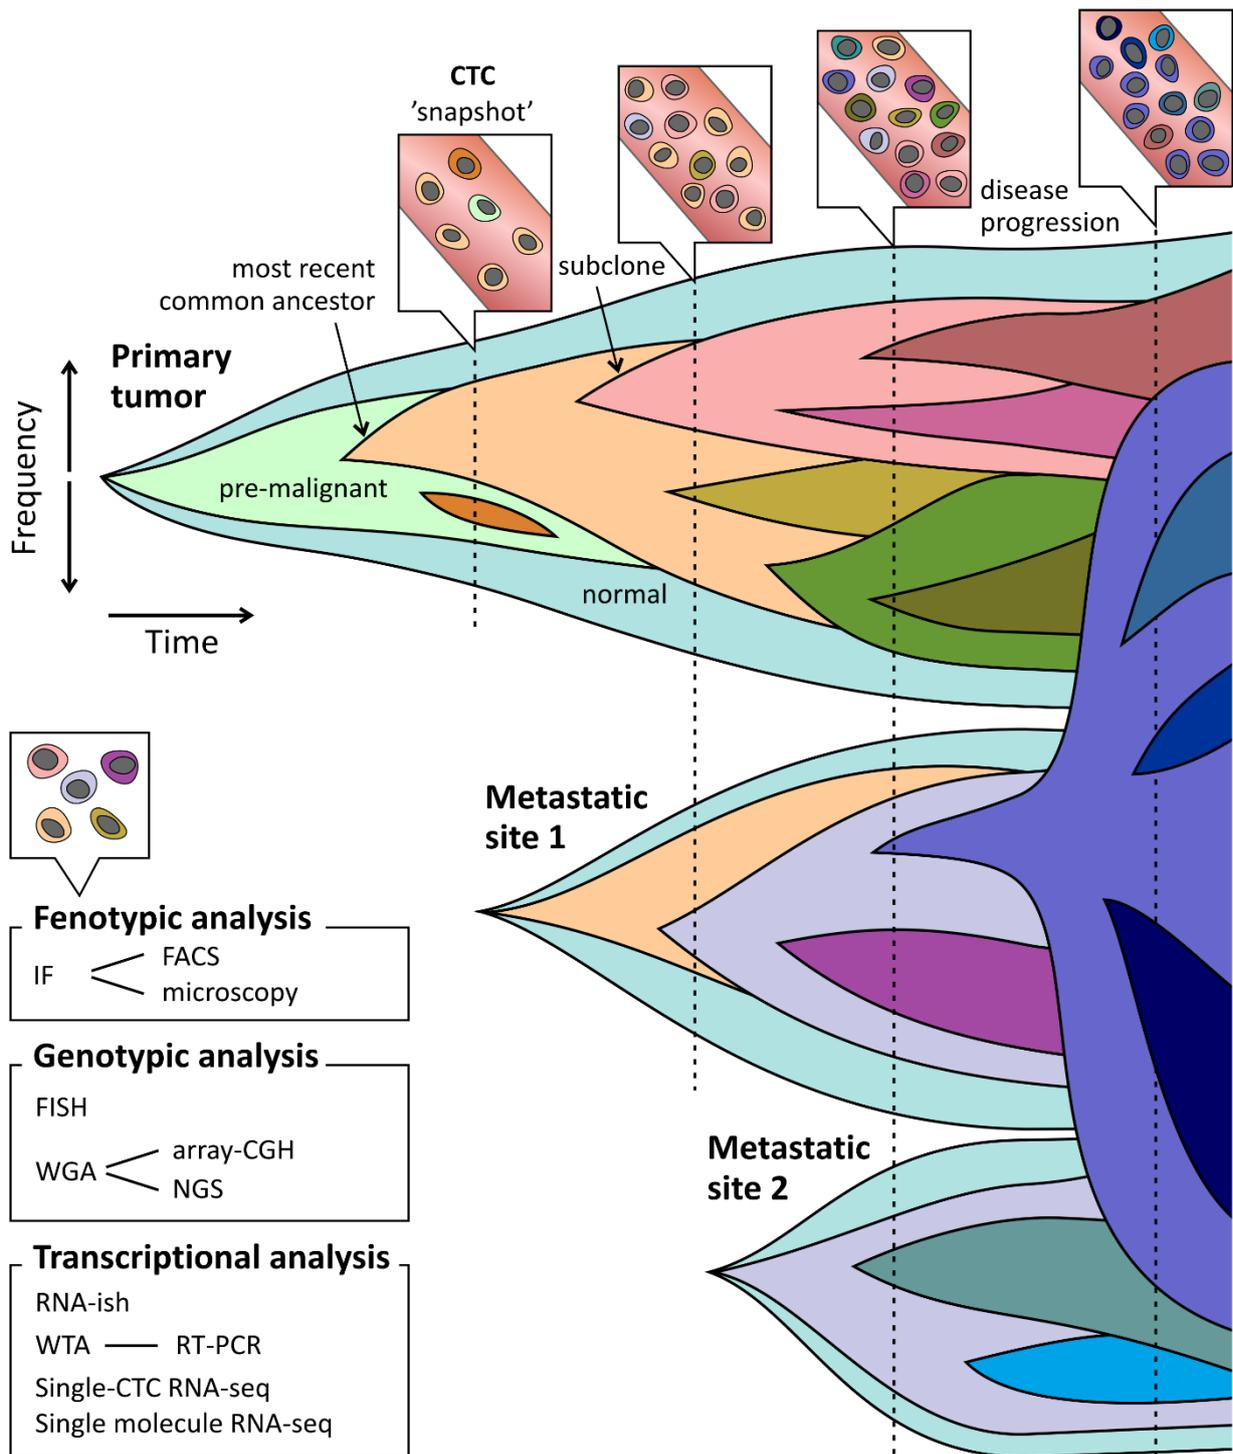 CTC
’snapshot’
disease
progression
subclone
most recent
common ancestor
Primary
tumor
Frequency
pre-malignant
normal
Time
Metastatic
site 1
Fenotypic analysis
IF
FACS
microscopy
Genotypic analysis
FISH
WGA
array-CGH
NGS
Metastatic
site 2
Transcriptional analysis
RNA-ish
WTA RT-PCR
Single-CTC RNA-seq
Single molecule RNA-seq